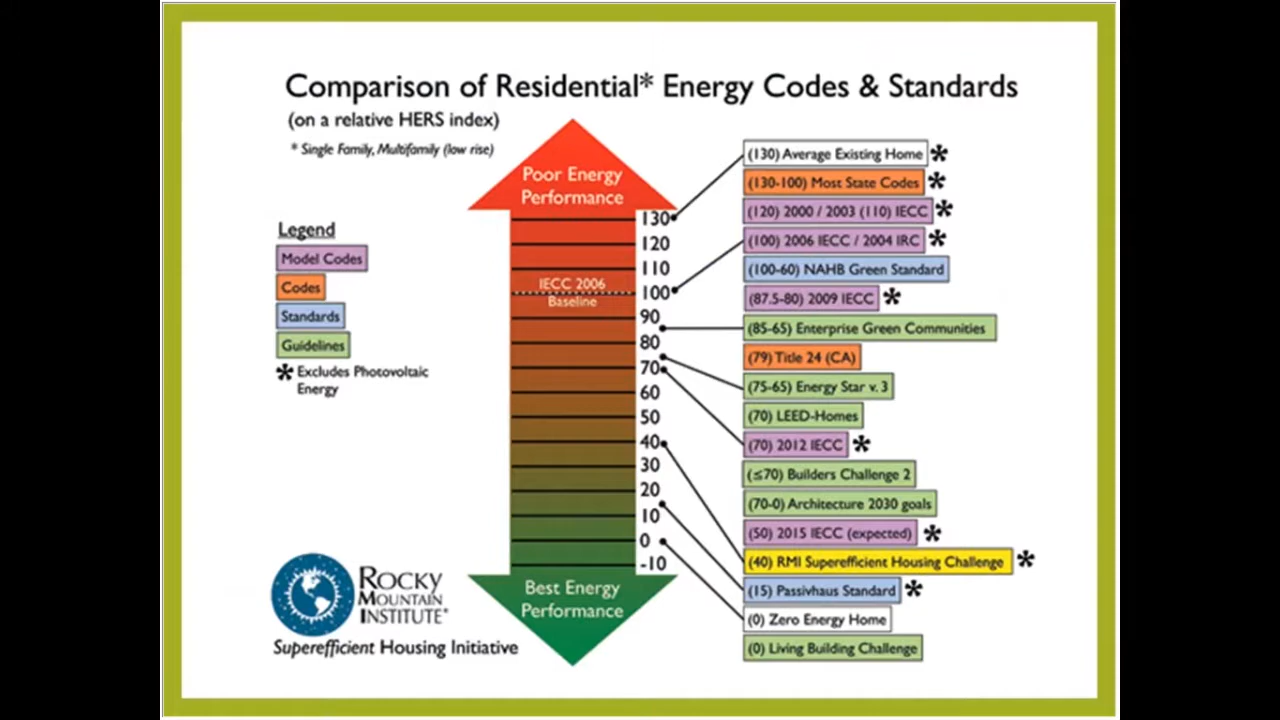 Comparison of Residential* Energy Codes & Standards
(on a relative HERS index)
* Single Family, Multifamily (low rise)
Legend
Model Codes
Codes
Standards
Guidelines
* Excludes Photovoltaic
Energy
Poor Energy
Performance
130
120
110
IECC 2006
100
Baseline
90
80
70
60
50
40
30
20
10
0
-10
Best Energy
Performance
(130) Average Existing Home *
(130-100) Most State Codes *
(120) 2000 / 2003 (110) IECC *
(100) 2006 IECC / 2004 IRC *
(100-60) NAHB Green Standard
(87.5-80) 2009 IECC *
(85-65) Enterprise Green Communities
(79) Title 24 (CA)
(75-65) Energy Star v. 3
(70) LEED-Homes
(70) 2012 IECC *
(≤70) Builders Challenge 2
(70-0) Architecture 2030 goals
(50) 2015 IECC (expected) *
(40) RMI Superefficient Housing Challenge *
(15) Passivhaus Standard *
(0) Zero Energy Home
(0) Living Building Challenge
ROCKY
MOUNTAIN
INSTITUTE®
Superefficient Housing Initiative